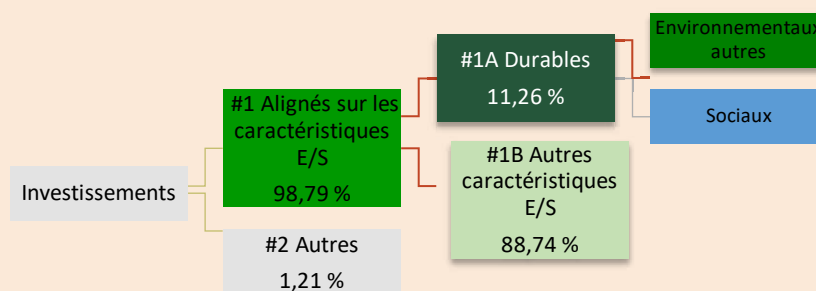 Investissements
#1 Alignés sur les
caractéristiques
E/S
98,79 %
#2 Autres
1,21 %
#1A Durables
11,26 %
#1B Autres
caractéristiques
E/S
88,74 %
Environnementaux
autres
Sociaux